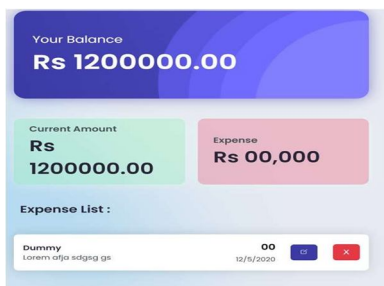 Your Balance
Rs 1200000.00
Current Amount
Rs
1200000.00
Expense
Rs 00,000
Expense List :
Dummy
Lorem afja sdgsg gs
00
12/5/2020